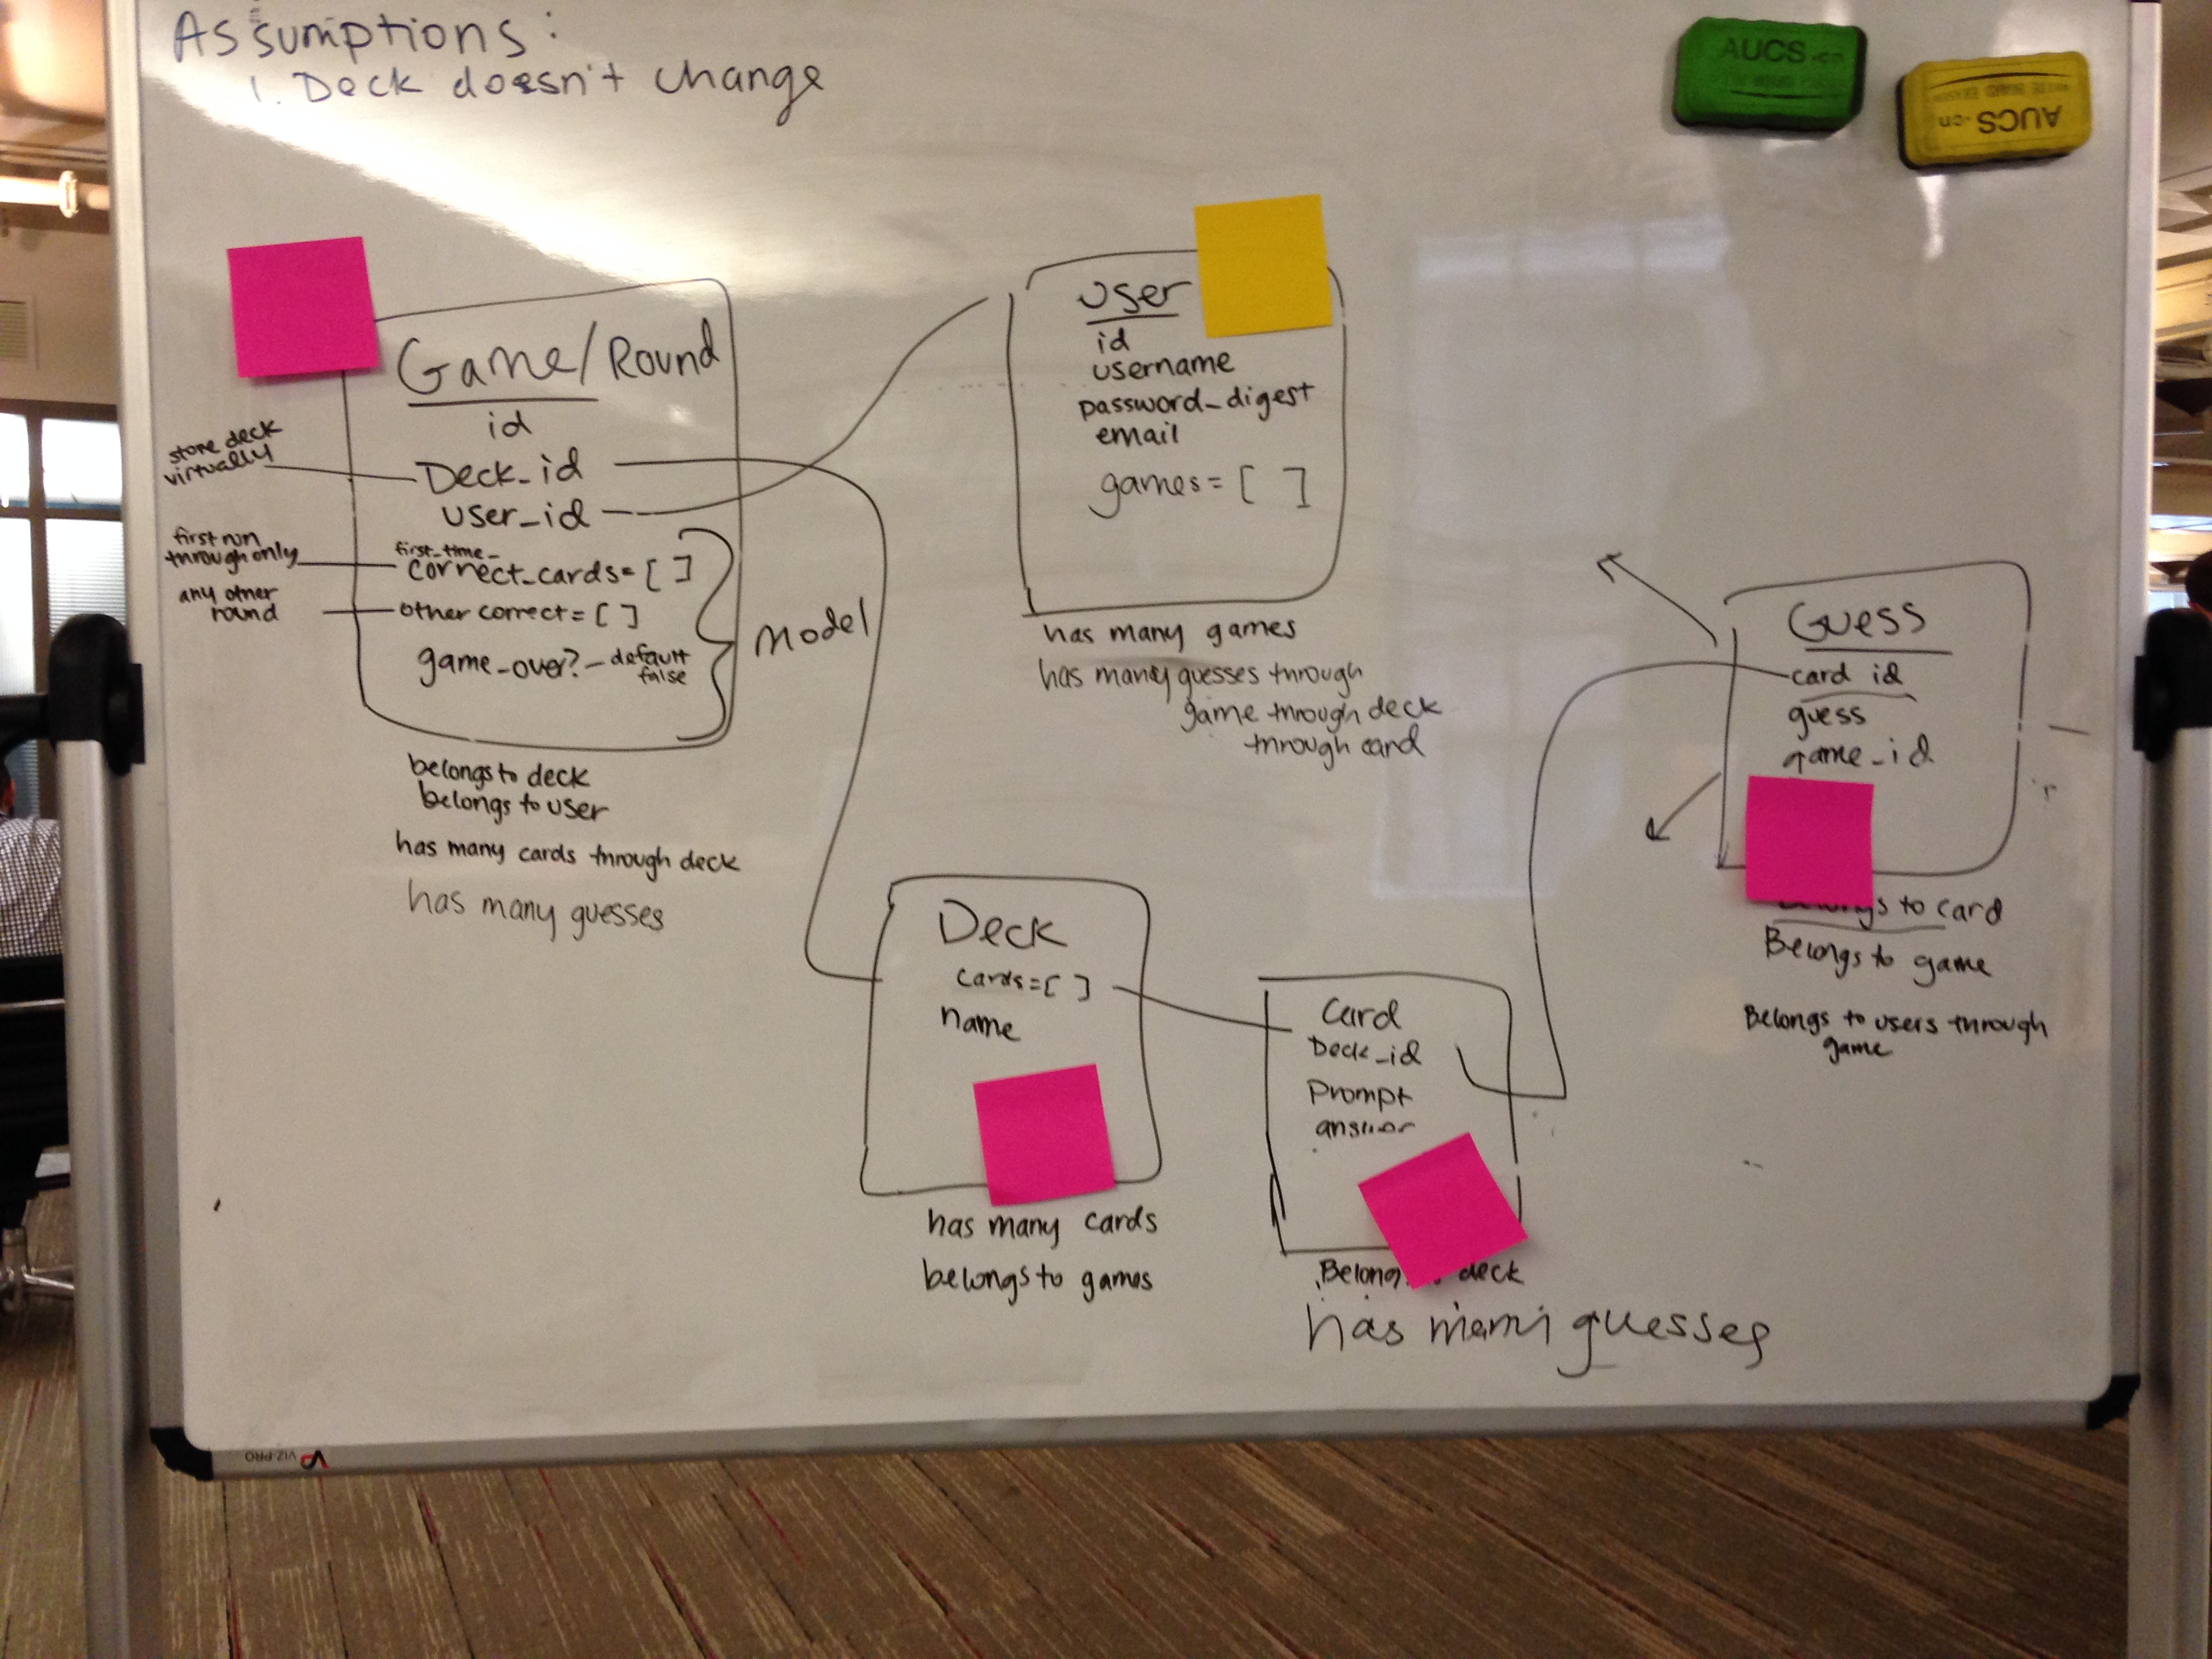 Assumptions:
1. Deck doesn't change
AUCS-cn
AUCS-cn
Game/Round
id
Deck_id
user_id
first_time_
correct_cards=[ ]
other correct=[ ]
game_over?-default
false
Model
store deck
virtually
first run
through only
any other
round
belongs to deck
belongs to user
has many cards through deck
has many guesses
user
id
username
password_digest
email
games=[ ]
has many games
has many guesses through
game through deck
through card
Guess
card id
guess
game_id
to card
Belongs to game
Belongs to users through
game
Deck
cards=[ ]
name
has many cards
belongs to games
Card
Deck_id
Prompt
answer
deck
has many guesses
VIZ-PRO